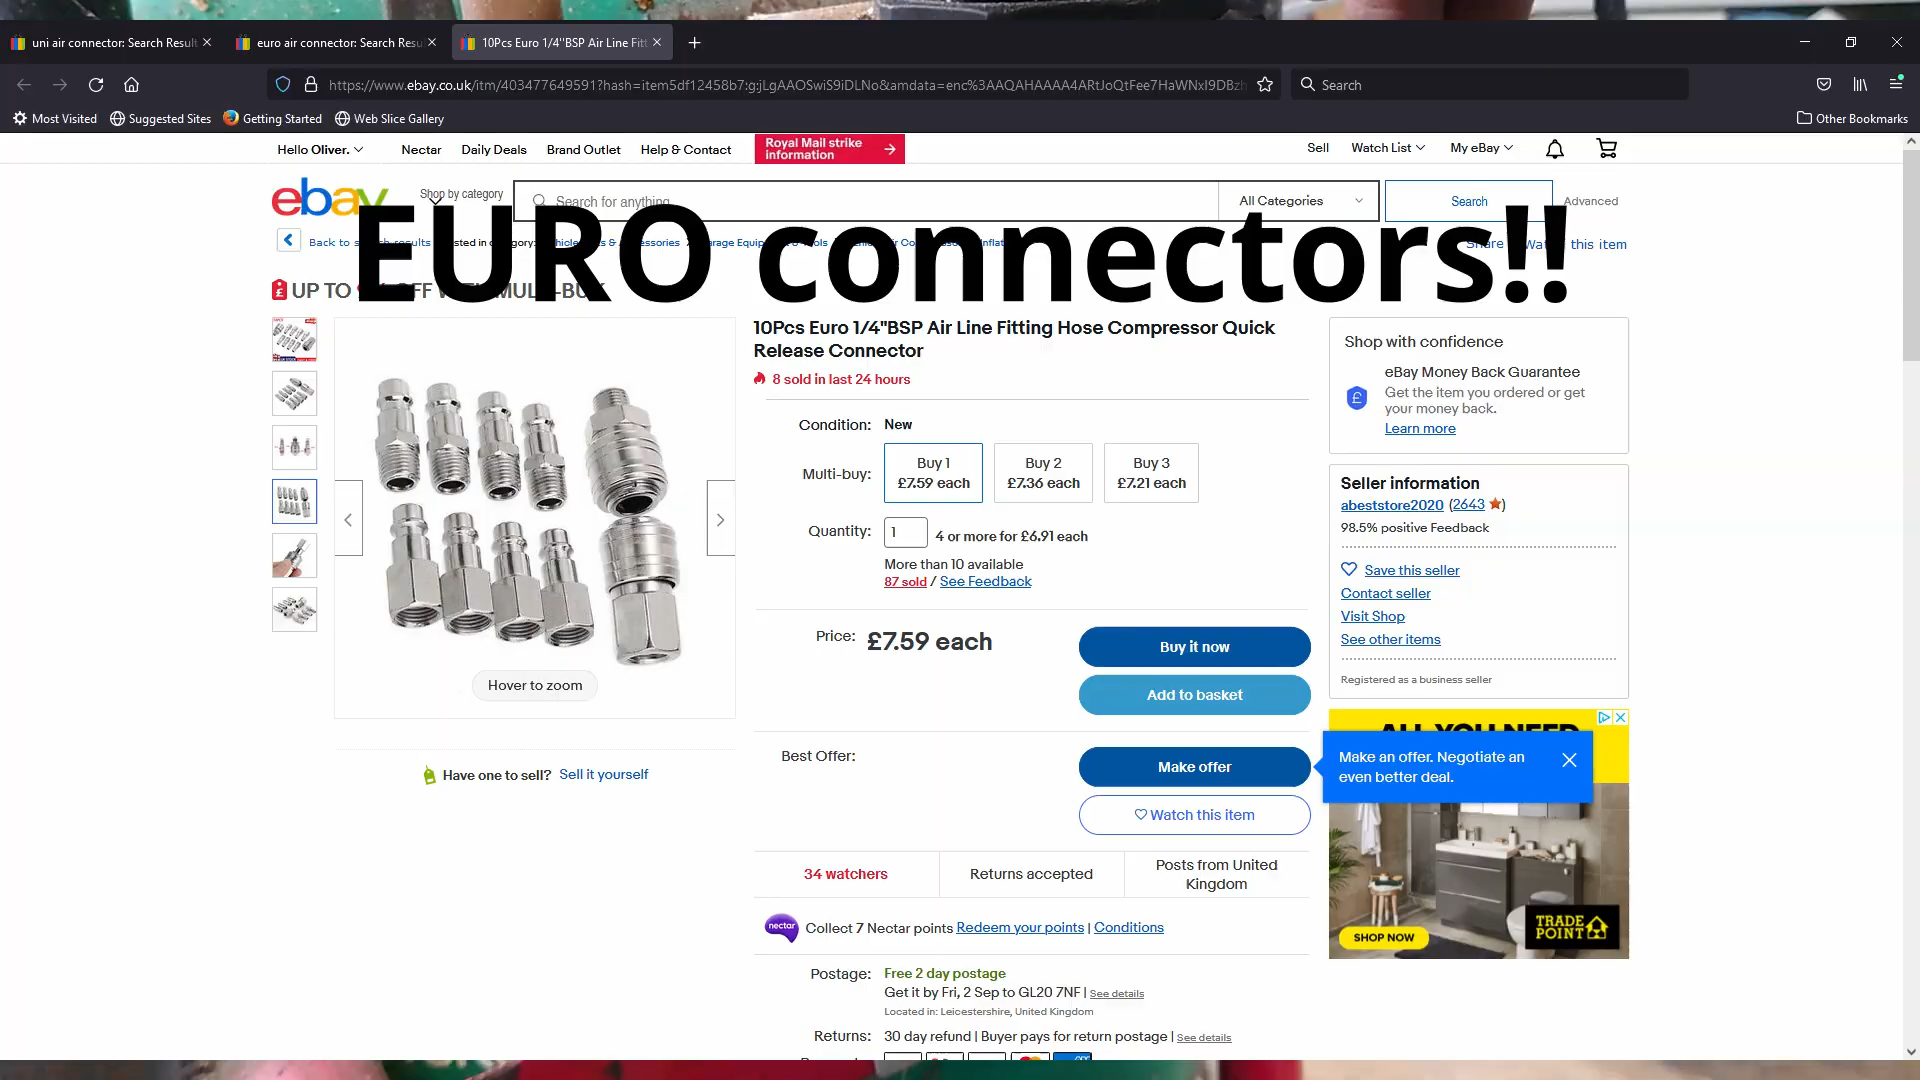 uni air connector: Search Result
euro air connector: Search Resu
10Pcs Euro 1/4''BSP Air Line Fitt
https://www.ebay.co.uk/itm/403477649591?hash=item5df12458b7:g:jLgAAOSwiS9iDLNo&amdata=enc%3AAQAHAAAA4ARtJoQtFee7HaWNxI9DBzh
Search
Most Visited
Suggested Sites
Getting Started
Web Slice Gallery
Other Bookmarks
Hello Oliver.
Nectar
Daily Deals
Brand Outlet
Help & Contact
Royal Mail strike
information
Sell
Watch List
My eBay
ebay
Shop by category
Search for anything
All Categories
Search
Advanced
EURO connectors!!
Back to search results
Share
this item
UP TO
10Pcs Euro 1/4"BSP Air Line Fitting Hose Compressor Quick
Release Connector
8 sold in last 24 hours
Condition: New
Multi-buy:
Buy 1
£7.59 each
Buy 2
£7.36 each
Buy 3
£7.21 each
Quantity: 1
4 or more for £6.91 each
More than 10 available
87 sold / See Feedback
Price: £7.59 each
Buy it now
Add to basket
Best Offer:
Make offer
Watch this item
Hover to zoom
Have one to sell? Sell it yourself
34 watchers
Returns accepted
Posts from United
Kingdom
nectar
Collect 7 Nectar points Redeem your points | Conditions
Postage: Free 2 day postage
Get it by Fri, 2 Sep to GL20 7NF | See details
Located in: Leicestershire, United Kingdom
Returns: 30 day refund | Buyer pays for return postage | See details
Shop with confidence
eBay Money Back Guarantee
Get the item you ordered or get
your money back.
Learn more
Seller information
abeststore2020 (2643)
98.5% positive Feedback
Save this seller
Contact seller
Visit Shop
See other items
Registered as a business seller
ALL YOU NEED
Make an offer. Negotiate an
even better deal.
SHOP NOW
TRADE
POINT